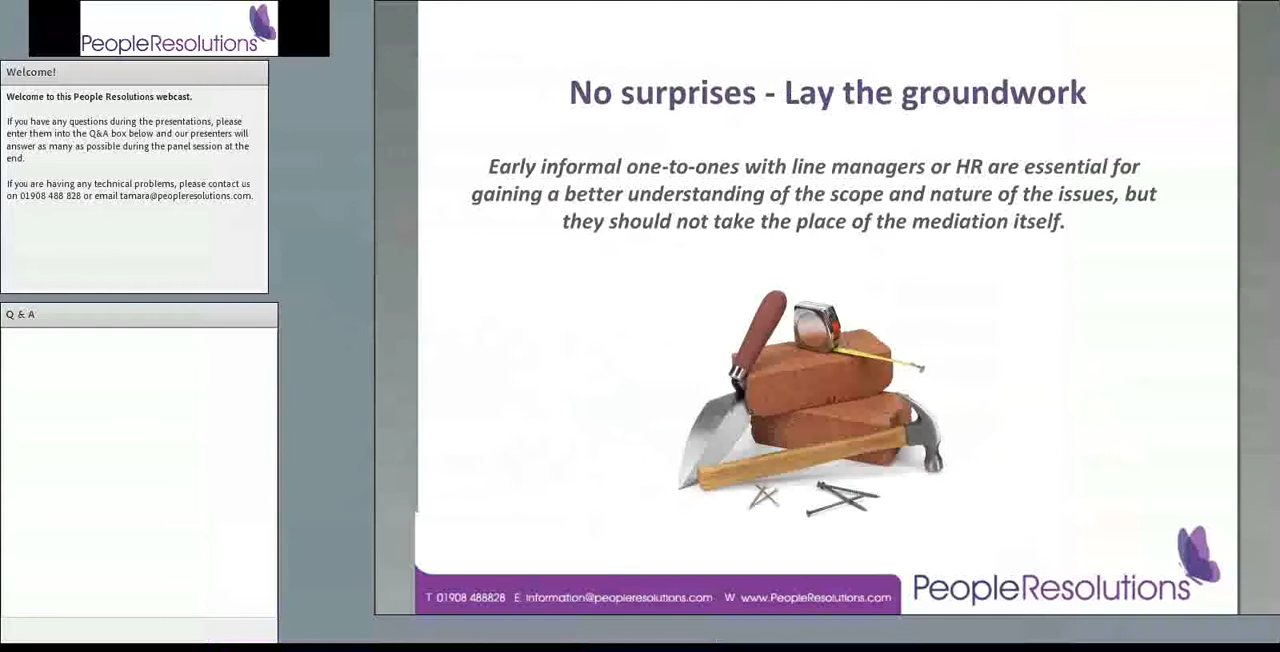 PeopleResolutions
Welcome!
Welcome to this People Resolutions webcast.
If you have any questions during the presentations, please
enter them into the Q&A box below and our presenters will
answer as many as possible during the panel session at the
end.
If you are having any technical problems, please contact us
on 01908 488 828 or email tamara@peopleresolutions.com.
Q & A
No surprises - Lay the groundwork
Early informal one-to-ones with line managers or HR are essential for
gaining a better understanding of the scope and nature of the issues, but
they should not take the place of the mediation itself.
T 01908 488828 E Information@peopleresolutions.com W www.PeopleResolutions.com
PeopleResolutions